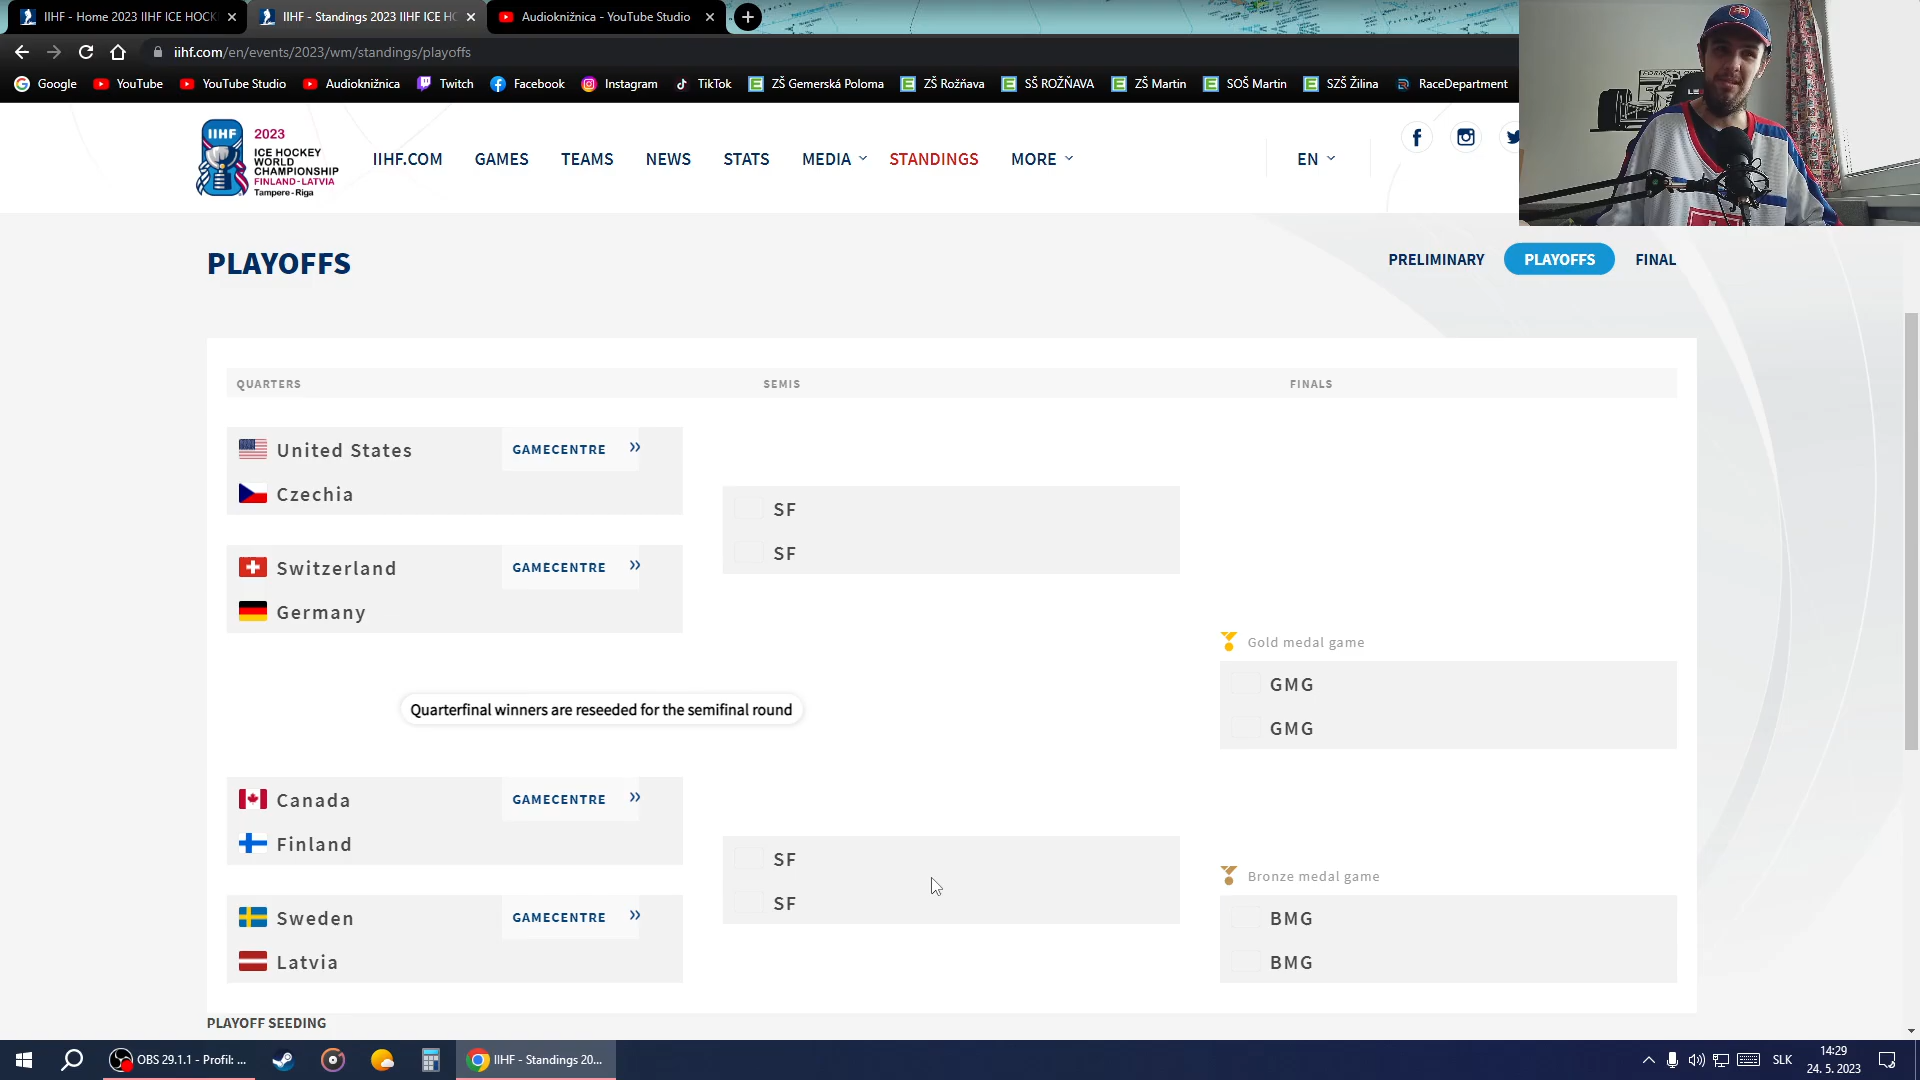 IIHF - Home 2023 IIHF ICE HOCK
IIHF - Standings 2023 IIHF ICE HO
Audioknižnica - YouTube Studio
iihf.com/en/events/2023/wm/standings/playoffs
Google
YouTube
YouTube Studio
Audioknižnica
Twitch
Facebook
Instagram
TikTok
ZŠ Gemerská Poloma
ZŠ Rožňava
SŠ ROŽŇAVA
ZŠ Martin
SOŠ Martin
SZŠ Žilina
RaceDepartment
IIHF
2023
ICE HOCKEY
WORLD
CHAMPIONSHIP
FINLAND - LATVIA
Tampere - Riga
IIHF.COM
GAMES
TEAMS
NEWS
STATS
MEDIA
STANDINGS
MORE
EN
PLAYOFFS
PRELIMINARY
PLAYOFFS
FINAL
QUARTERS
SEMIS
FINALS
United States
GAMECENTRE
Czechia
SF
SF
Switzerland
GAMECENTRE
Germany
Gold medal game
GMG
GMG
Quarterfinal winners are reseeded for the semifinal round
Canada
GAMECENTRE
Finland
SF
SF
Bronze medal game
Sweden
GAMECENTRE
BMG
Latvia
BMG
PLAYOFF SEEDING
OBS 29.1.1 - Profil: ...
IIHF - Standings 20...
SLK
14:29
24. 5. 2023